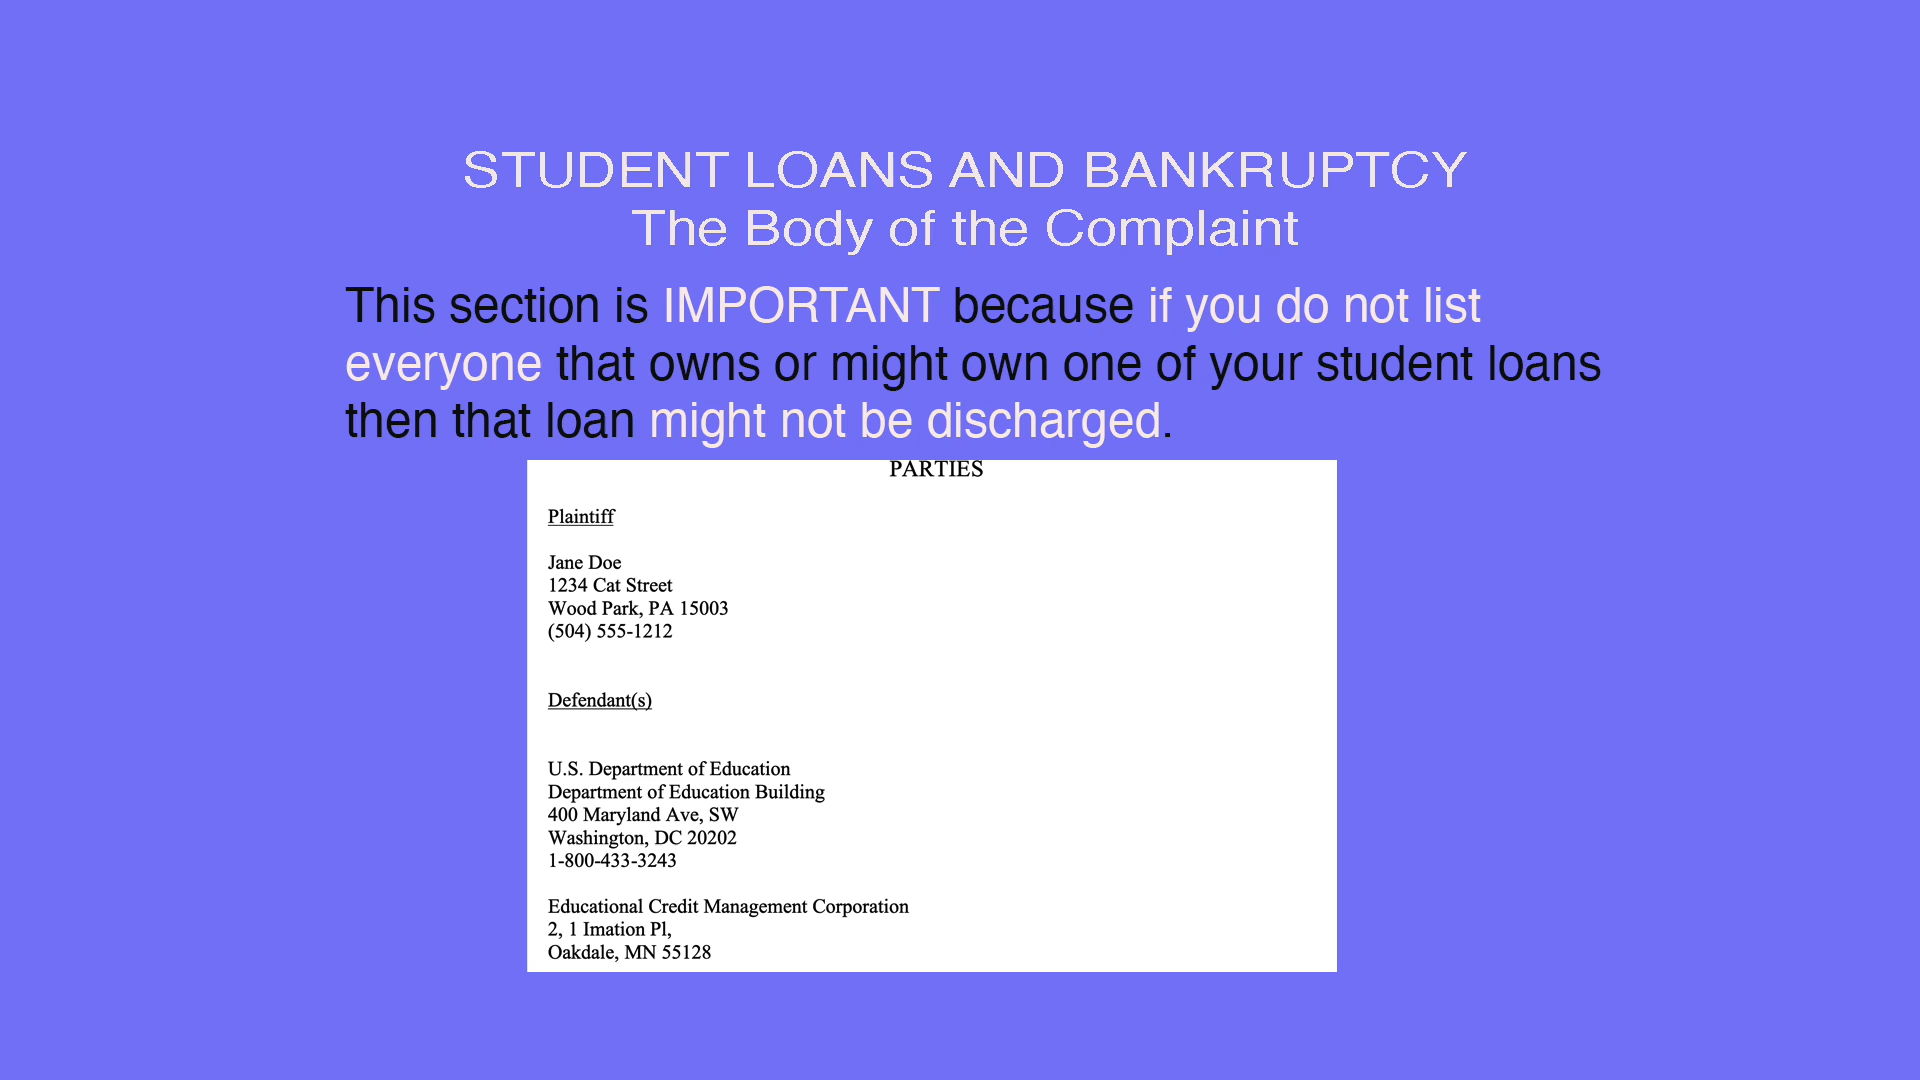 STUDENT LOANS AND BANKRUPTCY
The Body of the Complaint
This section is IMPORTANT because if you do not list
everyone that owns or might own one of your student loans
then that loan might not be discharged.
PARTIES
Plaintiff
Jane Doe
1234 Cat Street
Wood Park, PA 15003
(504) 555-1212
Defendant(s)
U.S. Department of Education
Department of Education Building
400 Maryland Ave, SW
Washington, DC 20202
1-800-433-3243
Educational Credit Management Corporation
2, 1 Imation Pl,
Oakdale, MN 55128